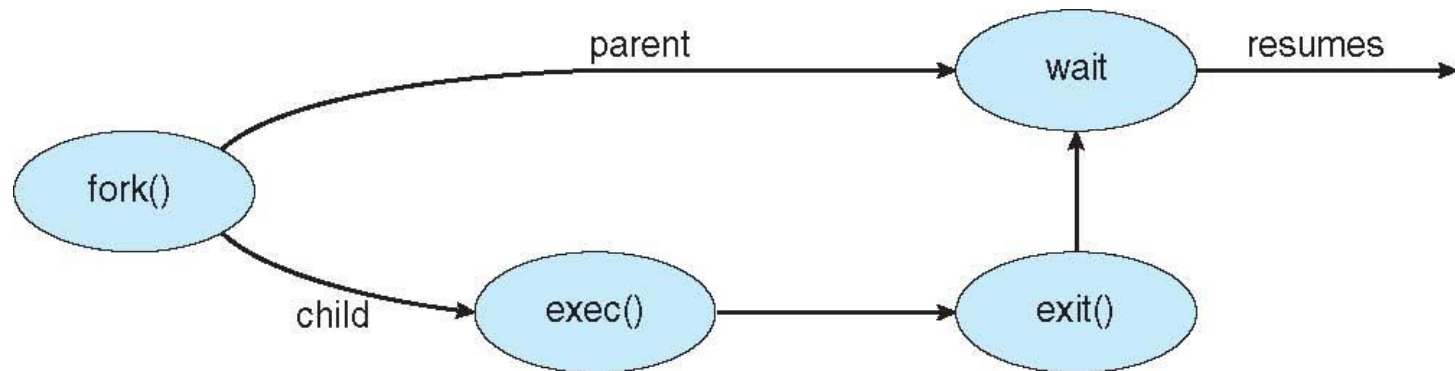 parent
wait
resumes
fork()
child
exec()
exit()